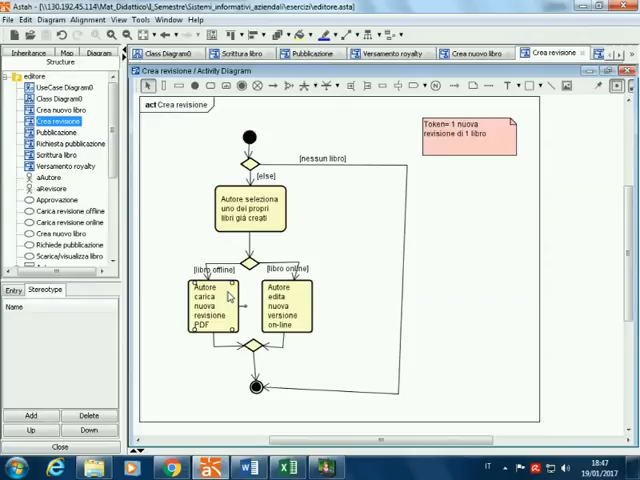 Astah - [\\130.192.45.114\Mat_Didattico\I_Semestre\Sistemi_informativi_aziendali\esercizi\editore.asta]
File Edit Diagram Alignment View Tools Window Help
Inheritance Map Diagram
Structure
editore
UseCase Diagram0
Class Diagram0
Crea nuovo libro
Crea revisione
Pubblicazione
Richiesta pubblicazione
Scrittura libro
Versamento royalty
aAutore
aRevisore
Approvazione
Carica revisione offline
Carica revisione online
Crea nuovo libro
Richiede pubblicazione
Scarica/visualizza libro
Entry Stereotype
Name
Add Delete
Up Down
Close
Class Diagram0 Scrittura libro Pubblicazione Versamento royalty Crea nuovo libro Crea revisione
Crea revisione / Activity Diagram
act Crea revisione
Token= 1 nuova
revisione di 1 libro
[nessun libro]
[else]
Autore seleziona
uno dei propri
libri già creati
[libro offline] [libro online]
Autore
carica
nuova
revisione
PDF
Autore
edita
nuova
versione
on-line
IT
18:47
19/01/2017